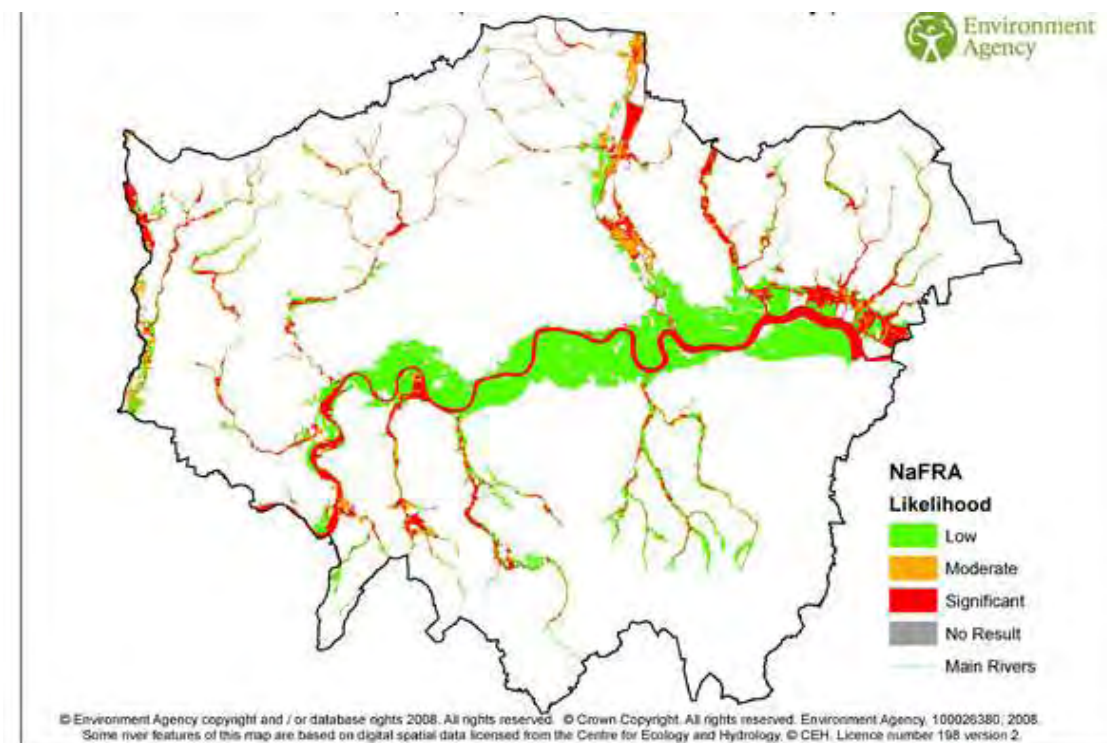 Environment
Agency
NaFRA
Likelihood
Low
Moderate
Significant
No Result
Main Rivers
© Environment Agency copyright and / or database rights 2008. All rights reserved. © Crown Copyright. All rights reserved. Environment Agency, 100026380, 2008.
Some river features of this map are based on digital spatial data licensed from the Centre for Ecology and Hydrology, © CEH. Licence number 198 version 2.